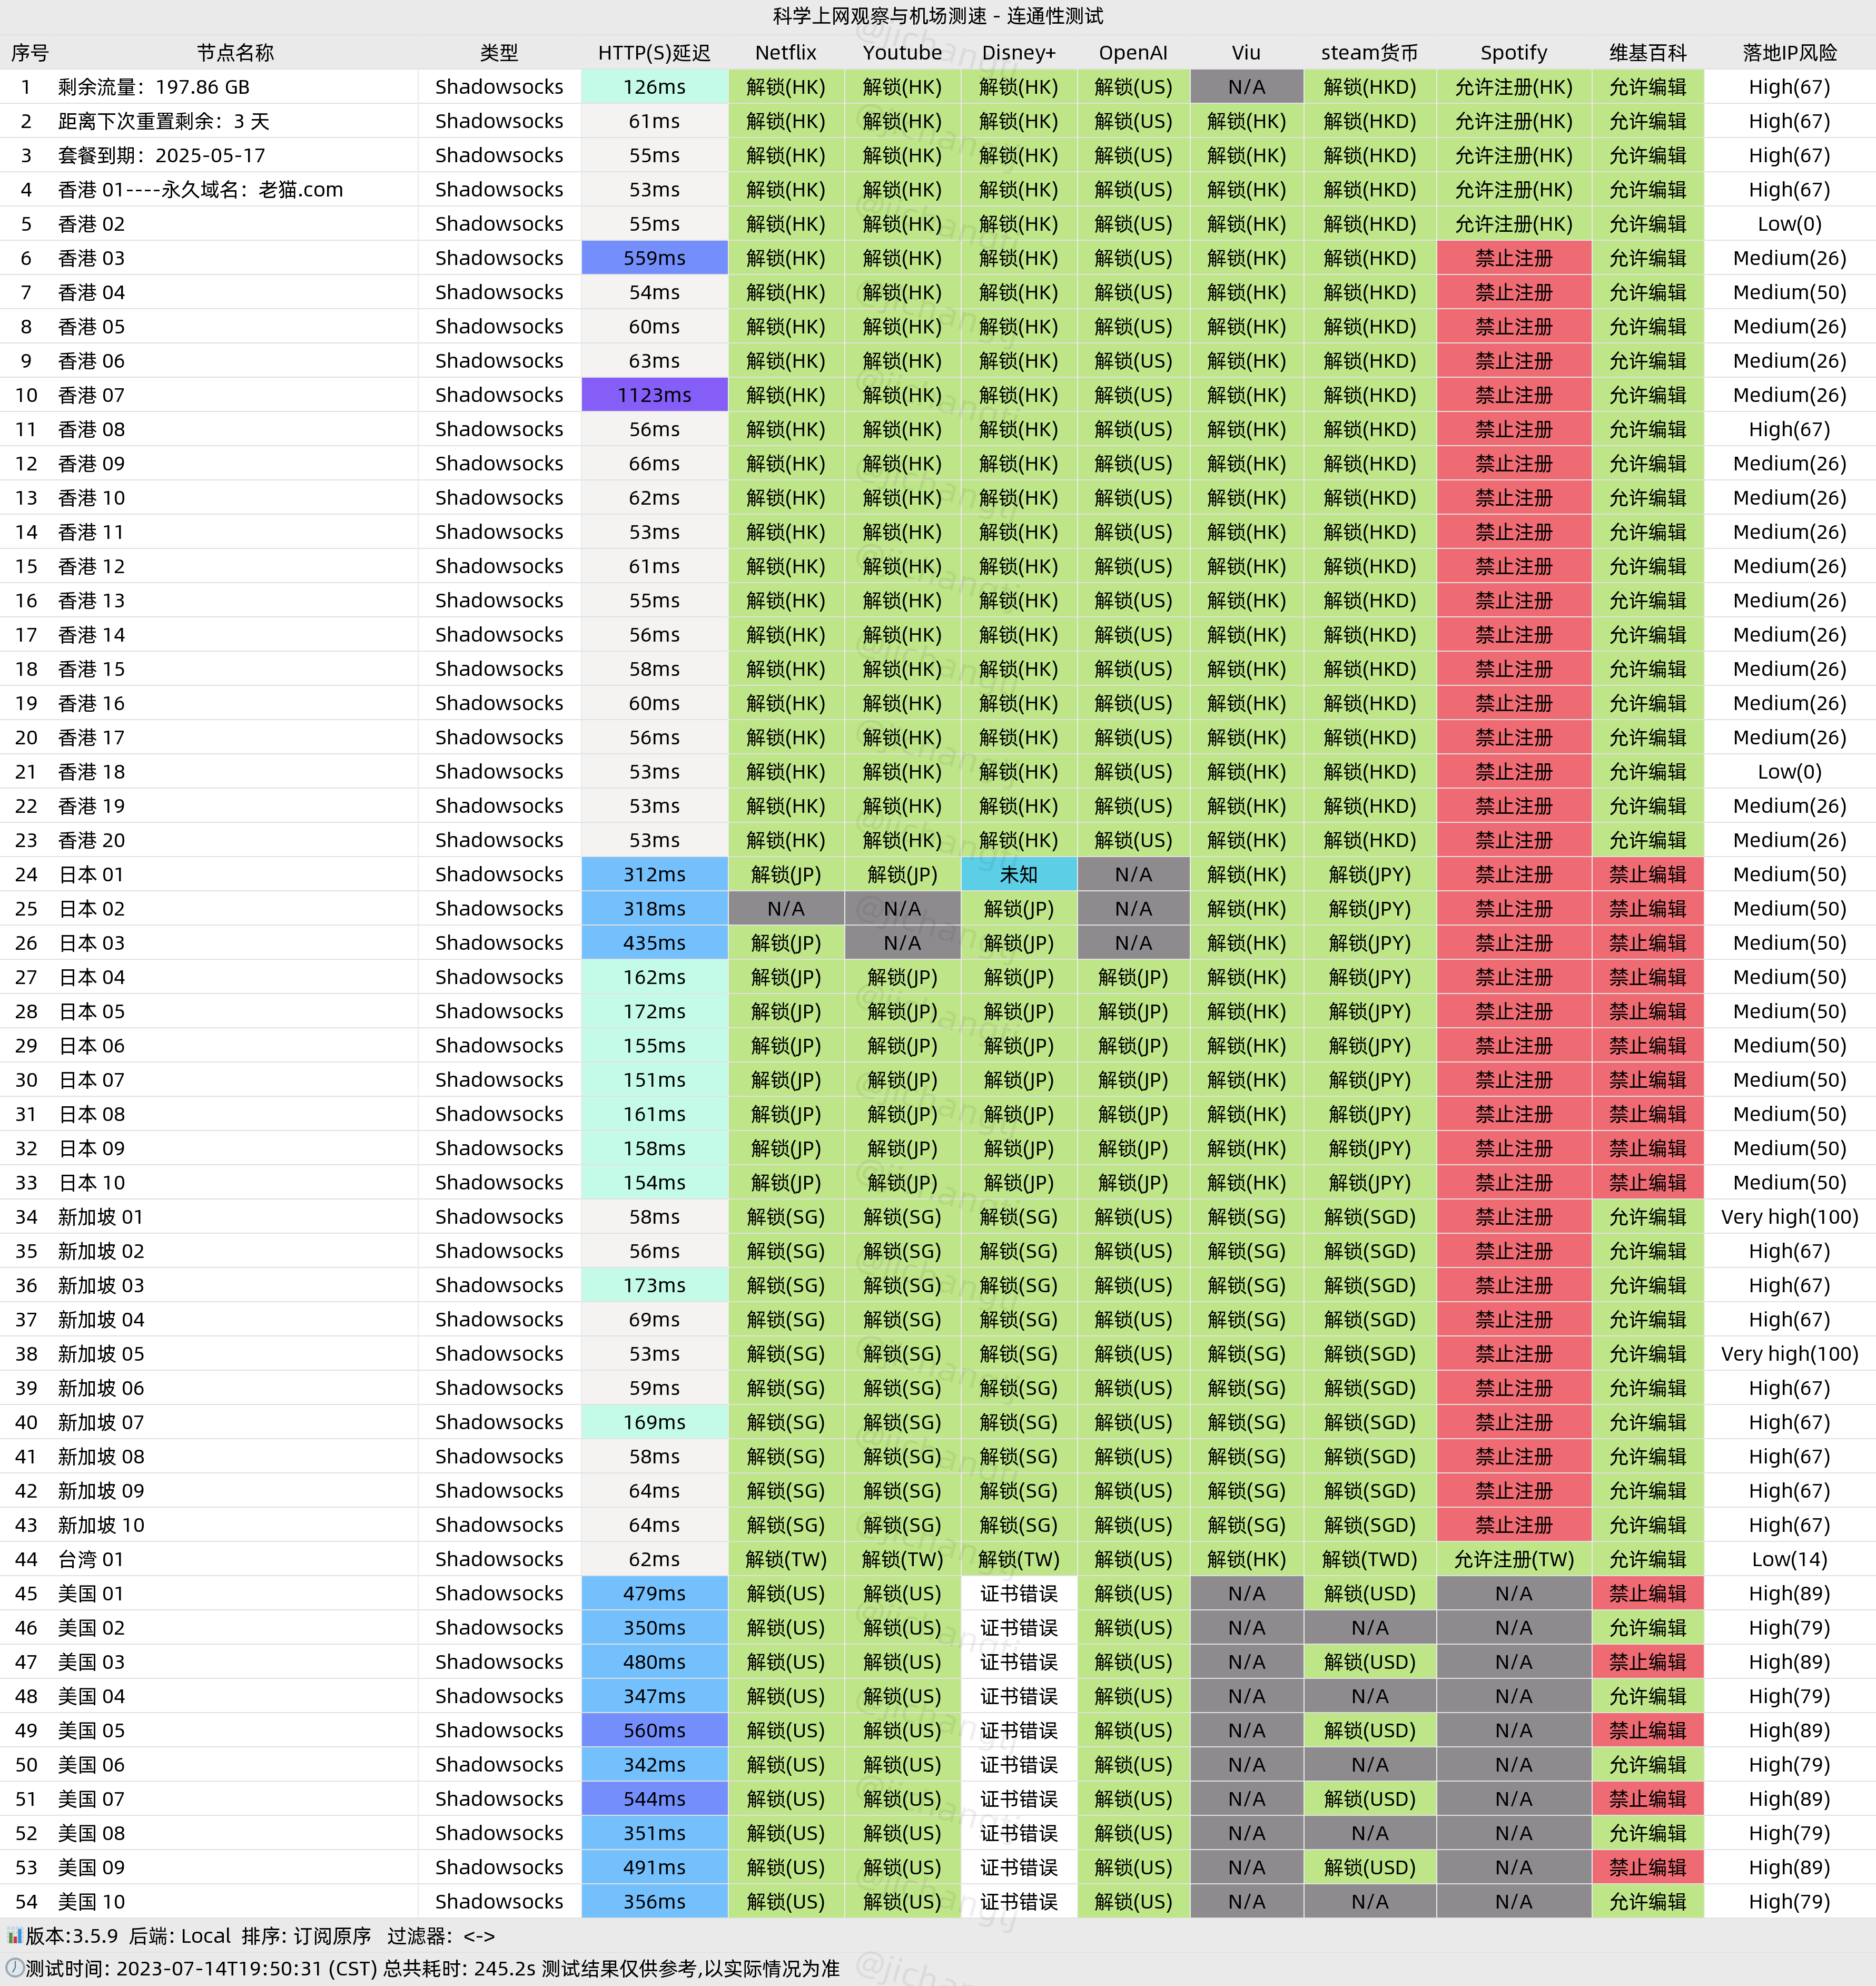 科学上网观察与机场测速 - 连通性测试
序号 节点名称 类型 HTTP(S)延迟 Netflix Youtube Disney+ OpenAI Viu steam货币 Spotify 维基百科 落地IP风险
1 剩余流量：197.86 GB Shadowsocks 126ms 解锁(HK) 解锁(HK) 解锁(HK) 解锁(US) N/A 解锁(HKD) 允许注册(HK) 允许编辑 High(67)
2 距离下次重置剩余：3 天 Shadowsocks 61ms 解锁(HK) 解锁(HK) 解锁(HK) 解锁(US) 解锁(HK) 解锁(HKD) 允许注册(HK) 允许编辑 High(67)
3 套餐到期：2025-05-17 Shadowsocks 55ms 解锁(HK) 解锁(HK) 解锁(HK) 解锁(US) 解锁(HK) 解锁(HKD) 允许注册(HK) 允许编辑 High(67)
4 香港 01----永久域名：老猫.com Shadowsocks 53ms 解锁(HK) 解锁(HK) 解锁(HK) 解锁(US) 解锁(HK) 解锁(HKD) 允许注册(HK) 允许编辑 High(67)
5 香港 02 Shadowsocks 55ms 解锁(HK) 解锁(HK) 解锁(HK) 解锁(US) 解锁(HK) 解锁(HKD) 允许注册(HK) 允许编辑 Low(0)
6 香港 03 Shadowsocks 559ms 解锁(HK) 解锁(HK) 解锁(HK) 解锁(US) 解锁(HK) 解锁(HKD) 禁止注册 允许编辑 Medium(26)
7 香港 04 Shadowsocks 54ms 解锁(HK) 解锁(HK) 解锁(HK) 解锁(US) 解锁(HK) 解锁(HKD) 禁止注册 允许编辑 Medium(50)
8 香港 05 Shadowsocks 60ms 解锁(HK) 解锁(HK) 解锁(HK) 解锁(US) 解锁(HK) 解锁(HKD) 禁止注册 允许编辑 Medium(26)
9 香港 06 Shadowsocks 63ms 解锁(HK) 解锁(HK) 解锁(HK) 解锁(US) 解锁(HK) 解锁(HKD) 禁止注册 允许编辑 Medium(26)
10 香港 07 Shadowsocks 1123ms 解锁(HK) 解锁(HK) 解锁(HK) 解锁(US) 解锁(HK) 解锁(HKD) 禁止注册 允许编辑 Medium(26)
11 香港 08 Shadowsocks 56ms 解锁(HK) 解锁(HK) 解锁(HK) 解锁(US) 解锁(HK) 解锁(HKD) 禁止注册 允许编辑 High(67)
12 香港 09 Shadowsocks 66ms 解锁(HK) 解锁(HK) 解锁(HK) 解锁(US) 解锁(HK) 解锁(HKD) 禁止注册 允许编辑 Medium(26)
13 香港 10 Shadowsocks 62ms 解锁(HK) 解锁(HK) 解锁(HK) 解锁(US) 解锁(HK) 解锁(HKD) 禁止注册 允许编辑 Medium(26)
14 香港 11 Shadowsocks 53ms 解锁(HK) 解锁(HK) 解锁(HK) 解锁(US) 解锁(HK) 解锁(HKD) 禁止注册 允许编辑 Medium(26)
15 香港 12 Shadowsocks 61ms 解锁(HK) 解锁(HK) 解锁(HK) 解锁(US) 解锁(HK) 解锁(HKD) 禁止注册 允许编辑 Medium(26)
16 香港 13 Shadowsocks 55ms 解锁(HK) 解锁(HK) 解锁(HK) 解锁(US) 解锁(HK) 解锁(HKD) 禁止注册 允许编辑 Medium(26)
17 香港 14 Shadowsocks 56ms 解锁(HK) 解锁(HK) 解锁(HK) 解锁(US) 解锁(HK) 解锁(HKD) 禁止注册 允许编辑 Medium(26)
18 香港 15 Shadowsocks 58ms 解锁(HK) 解锁(HK) 解锁(HK) 解锁(US) 解锁(HK) 解锁(HKD) 禁止注册 允许编辑 Medium(26)
19 香港 16 Shadowsocks 60ms 解锁(HK) 解锁(HK) 解锁(HK) 解锁(US) 解锁(HK) 解锁(HKD) 禁止注册 允许编辑 Medium(26)
20 香港 17 Shadowsocks 56ms 解锁(HK) 解锁(HK) 解锁(HK) 解锁(US) 解锁(HK) 解锁(HKD) 禁止注册 允许编辑 Medium(26)
21 香港 18 Shadowsocks 53ms 解锁(HK) 解锁(HK) 解锁(HK) 解锁(US) 解锁(HK) 解锁(HKD) 禁止注册 允许编辑 Low(0)
22 香港 19 Shadowsocks 53ms 解锁(HK) 解锁(HK) 解锁(HK) 解锁(US) 解锁(HK) 解锁(HKD) 禁止注册 允许编辑 Medium(26)
23 香港 20 Shadowsocks 53ms 解锁(HK) 解锁(HK) 解锁(HK) 解锁(US) 解锁(HK) 解锁(HKD) 禁止注册 允许编辑 Medium(26)
24 日本 01 Shadowsocks 312ms 解锁(JP) 解锁(JP) 未知 N/A 解锁(HK) 解锁(JPY) 禁止注册 禁止编辑 Medium(50)
25 日本 02 Shadowsocks 318ms N/A N/A 解锁(JP) N/A 解锁(HK) 解锁(JPY) 禁止注册 禁止编辑 Medium(50)
26 日本 03 Shadowsocks 435ms 解锁(JP) N/A 解锁(JP) N/A 解锁(HK) 解锁(JPY) 禁止注册 禁止编辑 Medium(50)
27 日本 04 Shadowsocks 162ms 解锁(JP) 解锁(JP) 解锁(JP) 解锁(JP) 解锁(HK) 解锁(JPY) 禁止注册 禁止编辑 Medium(50)
28 日本 05 Shadowsocks 172ms 解锁(JP) 解锁(JP) 解锁(JP) 解锁(JP) 解锁(HK) 解锁(JPY) 禁止注册 禁止编辑 Medium(50)
29 日本 06 Shadowsocks 155ms 解锁(JP) 解锁(JP) 解锁(JP) 解锁(JP) 解锁(HK) 解锁(JPY) 禁止注册 禁止编辑 Medium(50)
30 日本 07 Shadowsocks 151ms 解锁(JP) 解锁(JP) 解锁(JP) 解锁(JP) 解锁(HK) 解锁(JPY) 禁止注册 禁止编辑 Medium(50)
31 日本 08 Shadowsocks 161ms 解锁(JP) 解锁(JP) 解锁(JP) 解锁(JP) 解锁(HK) 解锁(JPY) 禁止注册 禁止编辑 Medium(50)
32 日本 09 Shadowsocks 158ms 解锁(JP) 解锁(JP) 解锁(JP) 解锁(JP) 解锁(HK) 解锁(JPY) 禁止注册 禁止编辑 Medium(50)
33 日本 10 Shadowsocks 154ms 解锁(JP) 解锁(JP) 解锁(JP) 解锁(JP) 解锁(HK) 解锁(JPY) 禁止注册 禁止编辑 Medium(50)
34 新加坡 01 Shadowsocks 58ms 解锁(SG) 解锁(SG) 解锁(SG) 解锁(US) 解锁(SG) 解锁(SGD) 禁止注册 允许编辑 Very high(100)
35 新加坡 02 Shadowsocks 56ms 解锁(SG) 解锁(SG) 解锁(SG) 解锁(US) 解锁(SG) 解锁(SGD) 禁止注册 允许编辑 High(67)
36 新加坡 03 Shadowsocks 173ms 解锁(SG) 解锁(SG) 解锁(SG) 解锁(US) 解锁(SG) 解锁(SGD) 禁止注册 允许编辑 High(67)
37 新加坡 04 Shadowsocks 69ms 解锁(SG) 解锁(SG) 解锁(SG) 解锁(US) 解锁(SG) 解锁(SGD) 禁止注册 允许编辑 High(67)
38 新加坡 05 Shadowsocks 53ms 解锁(SG) 解锁(SG) 解锁(SG) 解锁(US) 解锁(SG) 解锁(SGD) 禁止注册 允许编辑 Very high(100)
39 新加坡 06 Shadowsocks 59ms 解锁(SG) 解锁(SG) 解锁(SG) 解锁(US) 解锁(SG) 解锁(SGD) 禁止注册 允许编辑 High(67)
40 新加坡 07 Shadowsocks 169ms 解锁(SG) 解锁(SG) 解锁(SG) 解锁(US) 解锁(SG) 解锁(SGD) 禁止注册 允许编辑 High(67)
41 新加坡 08 Shadowsocks 58ms 解锁(SG) 解锁(SG) 解锁(SG) 解锁(US) 解锁(SG) 解锁(SGD) 禁止注册 允许编辑 High(67)
42 新加坡 09 Shadowsocks 64ms 解锁(SG) 解锁(SG) 解锁(SG) 解锁(US) 解锁(SG) 解锁(SGD) 禁止注册 允许编辑 High(67)
43 新加坡 10 Shadowsocks 64ms 解锁(SG) 解锁(SG) 解锁(SG) 解锁(US) 解锁(SG) 解锁(SGD) 禁止注册 允许编辑 High(67)
44 台湾 01 Shadowsocks 62ms 解锁(TW) 解锁(TW) 解锁(TW) 解锁(US) 解锁(HK) 解锁(TWD) 允许注册(TW) 允许编辑 Low(14)
45 美国 01 Shadowsocks 479ms 解锁(US) 解锁(US) 证书错误 解锁(US) N/A 解锁(USD) N/A 禁止编辑 High(89)
46 美国 02 Shadowsocks 350ms 解锁(US) 解锁(US) 证书错误 解锁(US) N/A N/A N/A 允许编辑 High(79)
47 美国 03 Shadowsocks 480ms 解锁(US) 解锁(US) 证书错误 解锁(US) N/A 解锁(USD) N/A 禁止编辑 High(89)
48 美国 04 Shadowsocks 347ms 解锁(US) 解锁(US) 证书错误 解锁(US) N/A N/A N/A 允许编辑 High(79)
49 美国 05 Shadowsocks 560ms 解锁(US) 解锁(US) 证书错误 解锁(US) N/A 解锁(USD) N/A 禁止编辑 High(89)
50 美国 06 Shadowsocks 342ms 解锁(US) 解锁(US) 证书错误 解锁(US) N/A N/A N/A 允许编辑 High(79)
51 美国 07 Shadowsocks 544ms 解锁(US) 解锁(US) 证书错误 解锁(US) N/A 解锁(USD) N/A 禁止编辑 High(89)
52 美国 08 Shadowsocks 351ms 解锁(US) 解锁(US) 证书错误 解锁(US) N/A N/A N/A 允许编辑 High(79)
53 美国 09 Shadowsocks 491ms 解锁(US) 解锁(US) 证书错误 解锁(US) N/A 解锁(USD) N/A 禁止编辑 High(89)
54 美国 10 Shadowsocks 356ms 解锁(US) 解锁(US) 证书错误 解锁(US) N/A N/A N/A 允许编辑 High(79)
版本:3.5.9 后端: Local 排序: 订阅原序 过滤器: <->
测试时间: 2023-07-14T19:50:31 (CST) 总共耗时: 245.2s 测试结果仅供参考,以实际情况为准